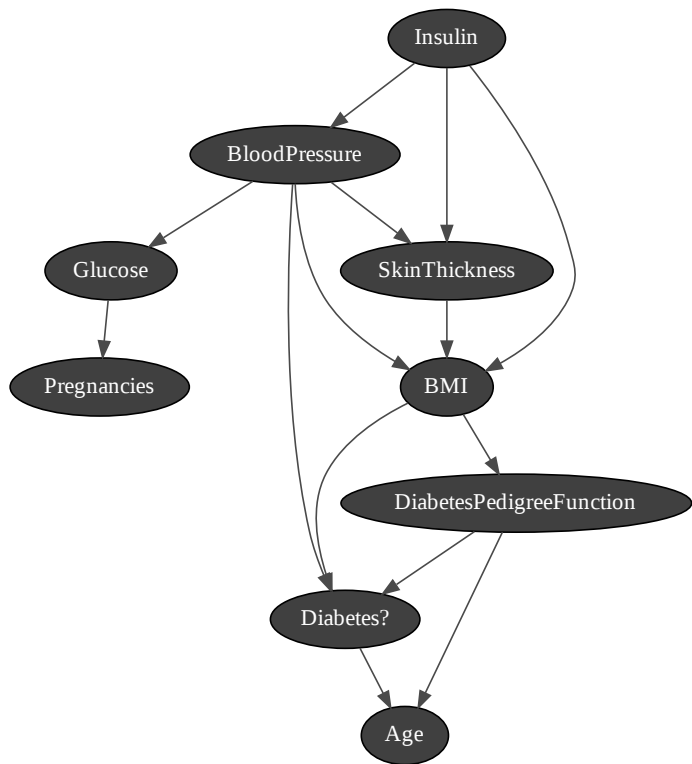 Insulin
BloodPressure
Glucose
SkinThickness
Pregnancies
BMI
DiabetesPedigreeFunction
Diabetes?
Age